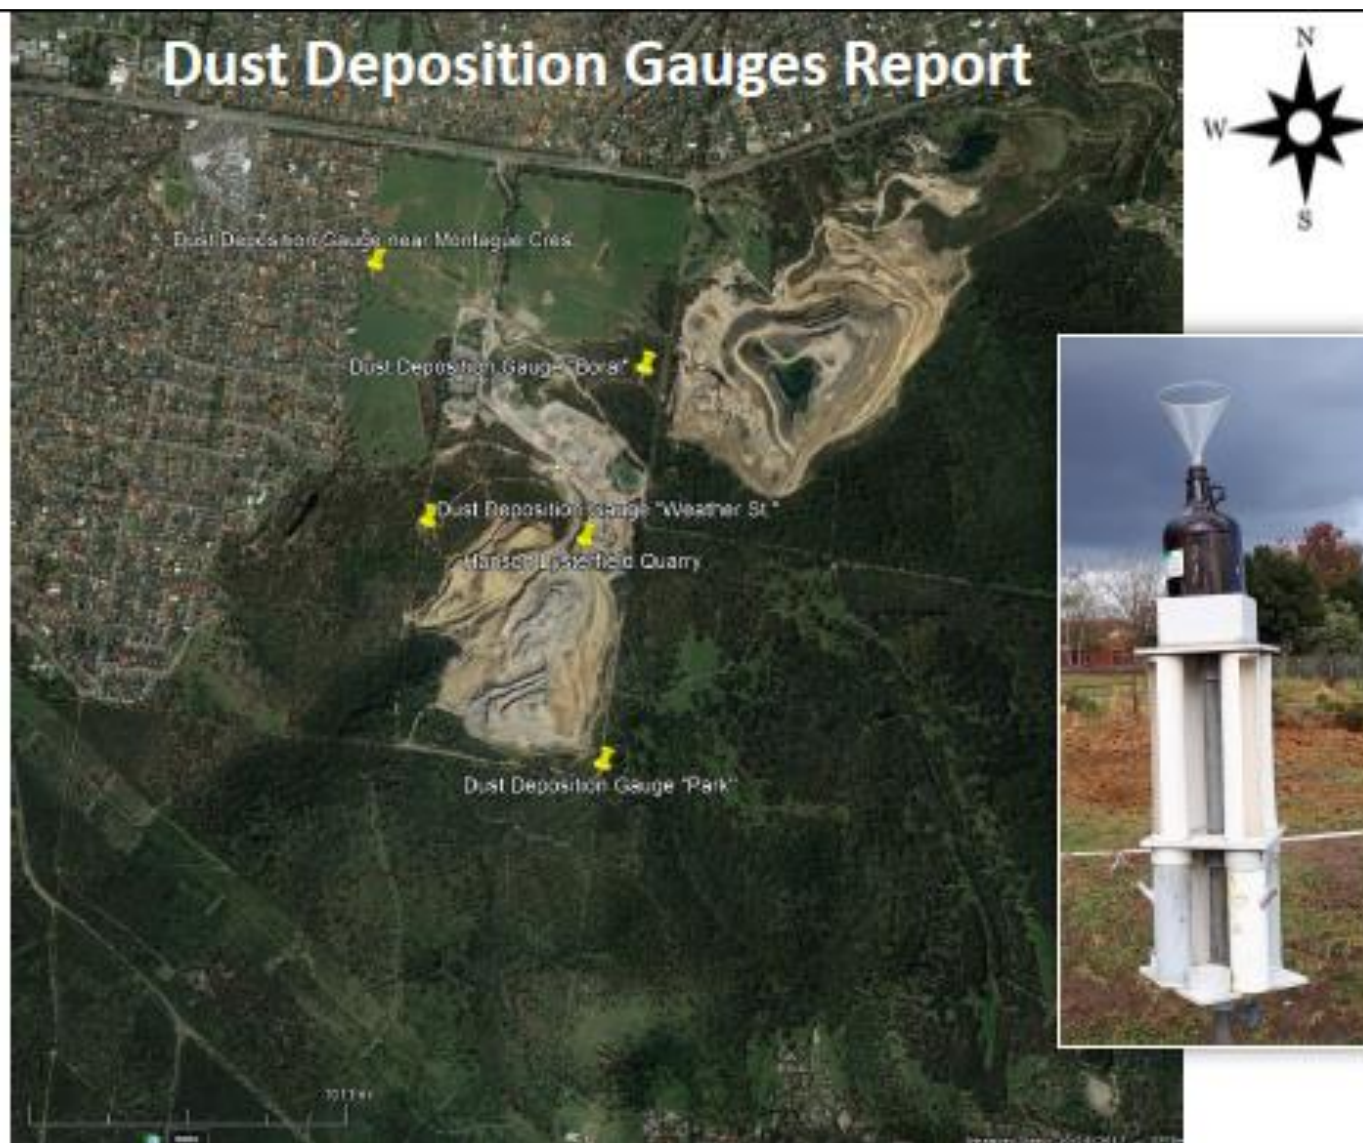 Dust Deposition Gauges Report
N
W
S
Dust Deposition Gauge near Montague Cres
Dust Deposition Gauge "Boral"
Dust Deposition Gauge "Weather St."
Hanson Lysterfield Quarry
Dust Deposition Gauge "Park"